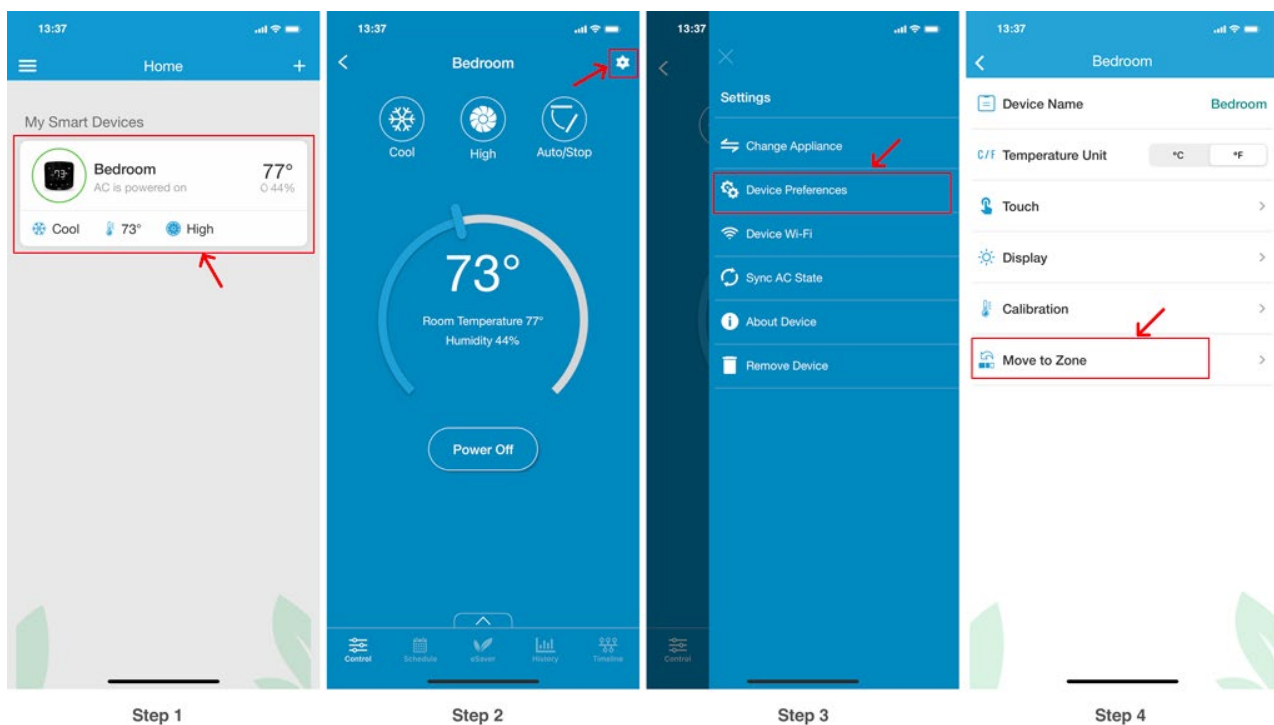 13:37
Home
My Smart Devices
73°
Bedroom
77°
AC is powered on
44%
Cool
73°
High
Step 1
13:37
Bedroom
Cool
High
Auto/Stop
73°
Room Temperature 77°
Humidity 44%
Power Off
Control
Schedule
eSaver
History
Timeline
Step 2
13:37
Settings
Change Appliance
Device Preferences
Device Wi-Fi
Sync AC State
About Device
Remove Device
Control
Step 3
13:37
Bedroom
Device Name
Bedroom
C/F Temperature Unit
°C
°F
Touch
Display
Calibration
Move to Zone
Step 4